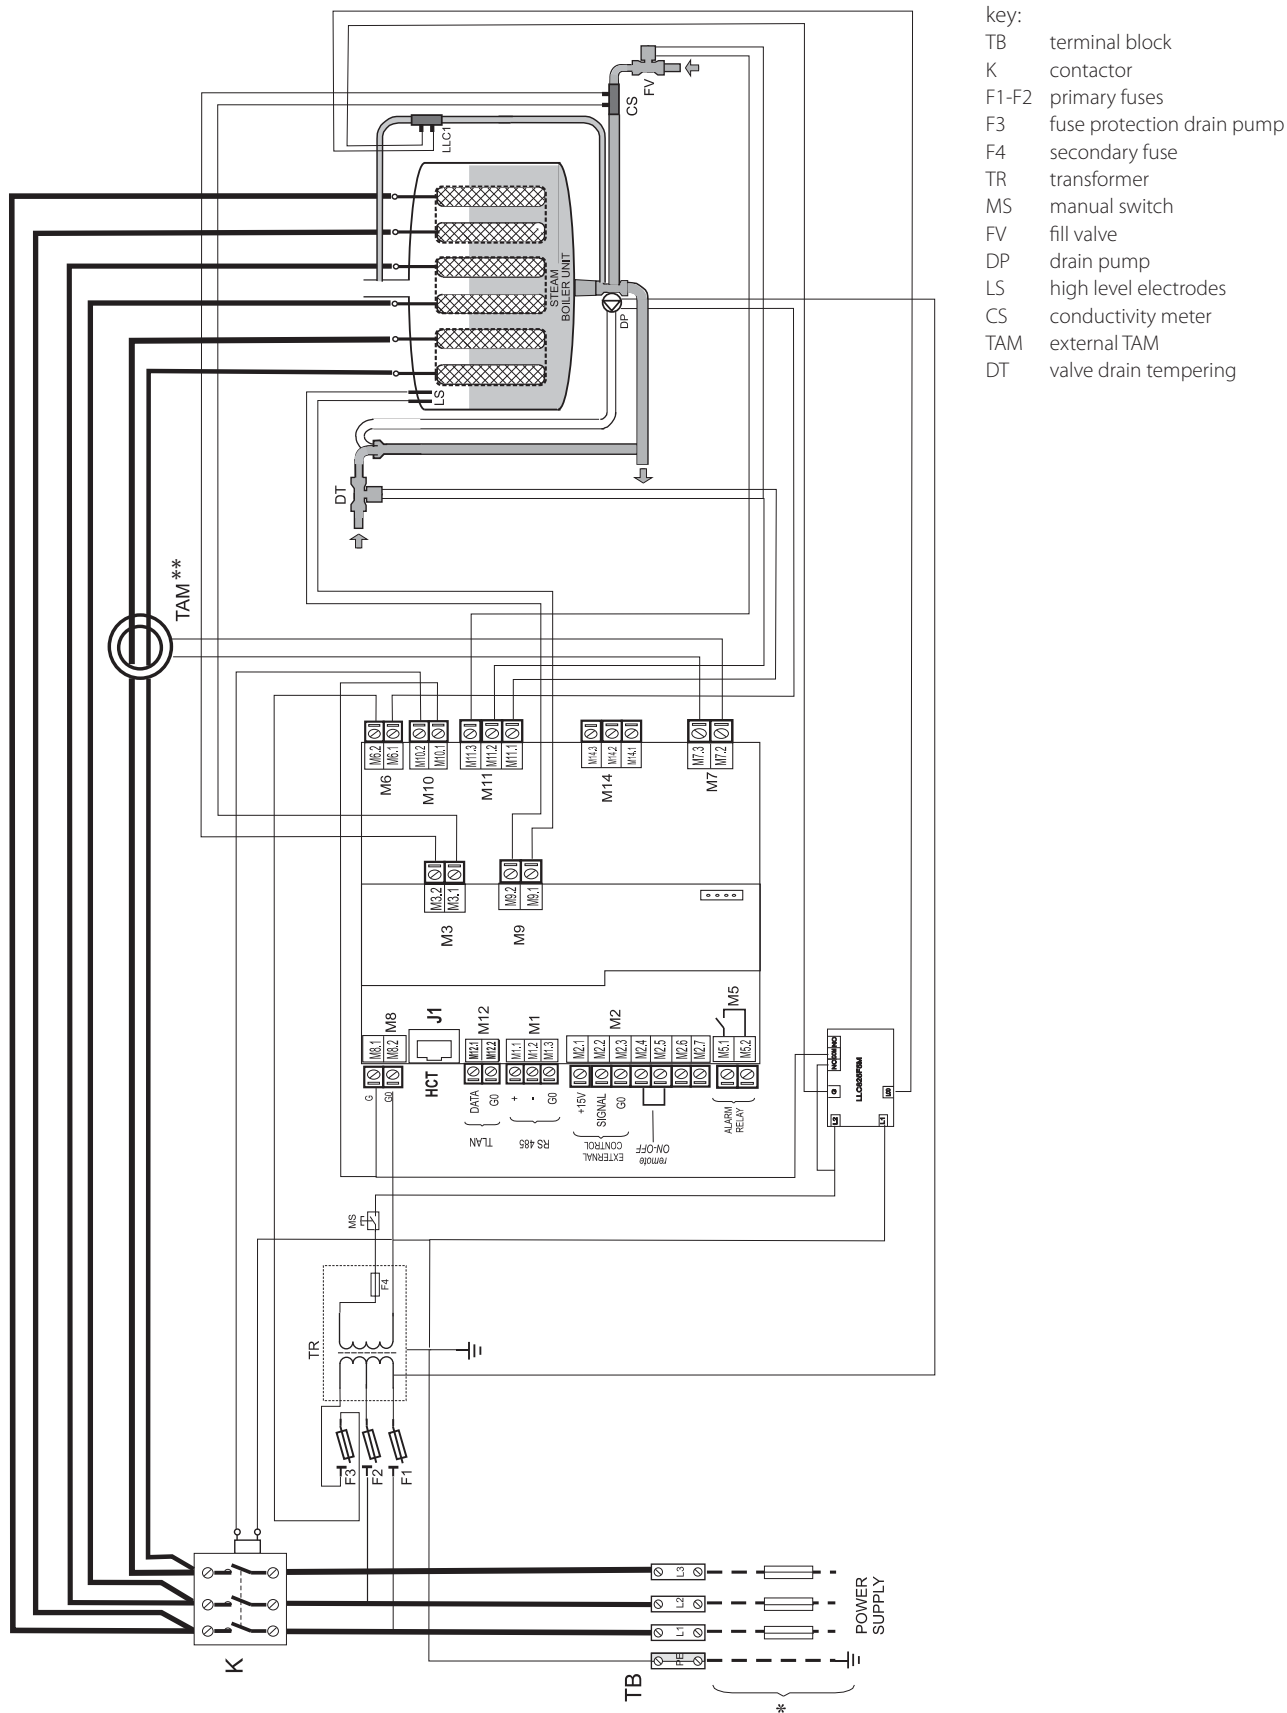 key:
TB terminal block
K contactor
F1-F2 primary fuses
F3 fuse protection drain pump
F4 secondary fuse
TR transformer
MS manual switch
FV fill valve
DP drain pump
LS high level electrodes
CS conductivity meter
TAM external TAM
DT valve drain tempering
FV
CS
LLC1
STEAM
BOILER UNIT
DP
LS
DT
TAM **
M6.2
M6.1
M10.2
M10.1
M11.3
M11.2
M11.1
M14.3
M14.2
M14.1
M7.3
M7.2
M6
M10
M11
M14
M7
M3.2
M3.1
M9.2
M9.1
M3
M9
M8
J1
M12
M1
M2
M5
M8.1
M8.2
HCT
M12.1
M12.2
M1.1
M1.2
M1.3
M2.1
M2.2
M2.3
M2.4
M2.5
M2.6
M2.7
M5.1
M5.2
G
G0
DATA
G0
+
-
G0
+15V
SIGNAL
G0
TLAN
RS 485
EXTERNAL
CONTROL
remote
ON-OFF
ALARM
RELAY
G
L2
L1
MS
F4
TR
F3
F2
F1
K
TB
L3
L2
L1
PE
POWER
SUPPLY
*